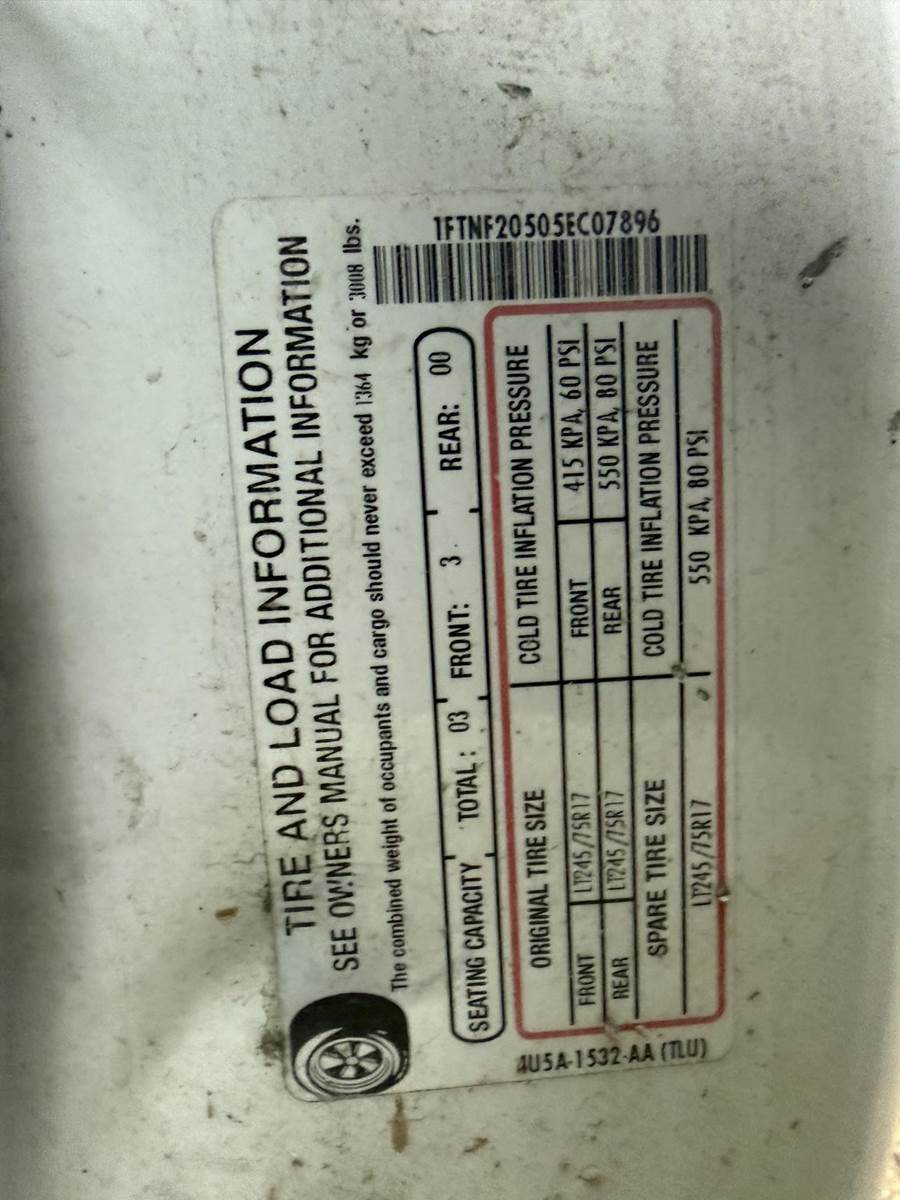 TIRE AND LOAD INFORMATION
SEE OWNERS MANUAL FOR ADDITIONAL INFORMATION
The combined weight of occupants and cargo should never exceed 1364 kg or 3008 lbs.
SEATING CAPACITY TOTAL: 03 FRONT: 3 REAR: 00
1FTNF20505EC07896
ORIGINAL TIRE SIZE COLD TIRE INFLATION PRESSURE
FRONT LT245/75R17 FRONT 415 KPA, 60 PSI
REAR LT245/75R17 REAR 550 KPA, 80 PSI
SPARE TIRE SIZE COLD TIRE INFLATION PRESSURE
LT245/75R17 550 KPA, 80 PSI
4U5A-1532-AA (TLU)